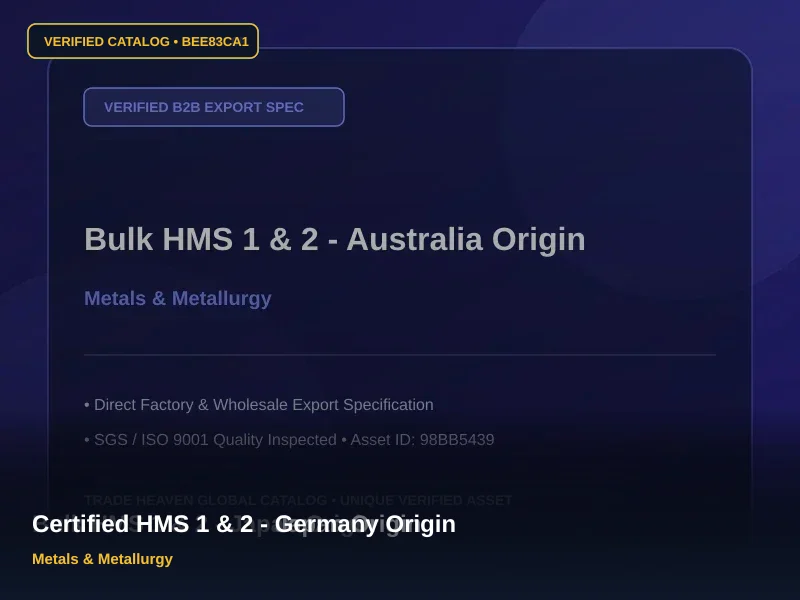 VERIFIED CATALOG • BEE83CA1
VERIFIED B2B EXPORT SPEC
Bulk HMS 1 & 2 - Australia Origin
Metals & Metallurgy
• Direct Factory & Wholesale Export Specification
• SGS / ISO 9001 Quality Inspected • Asset ID: 98BB5439
TRADE HEAVEN GLOBAL CATALOG • UNIQUE VERIFIED ASSET
Certified HMS 1 & 2 - Germany Origin
Metals & Metallurgy